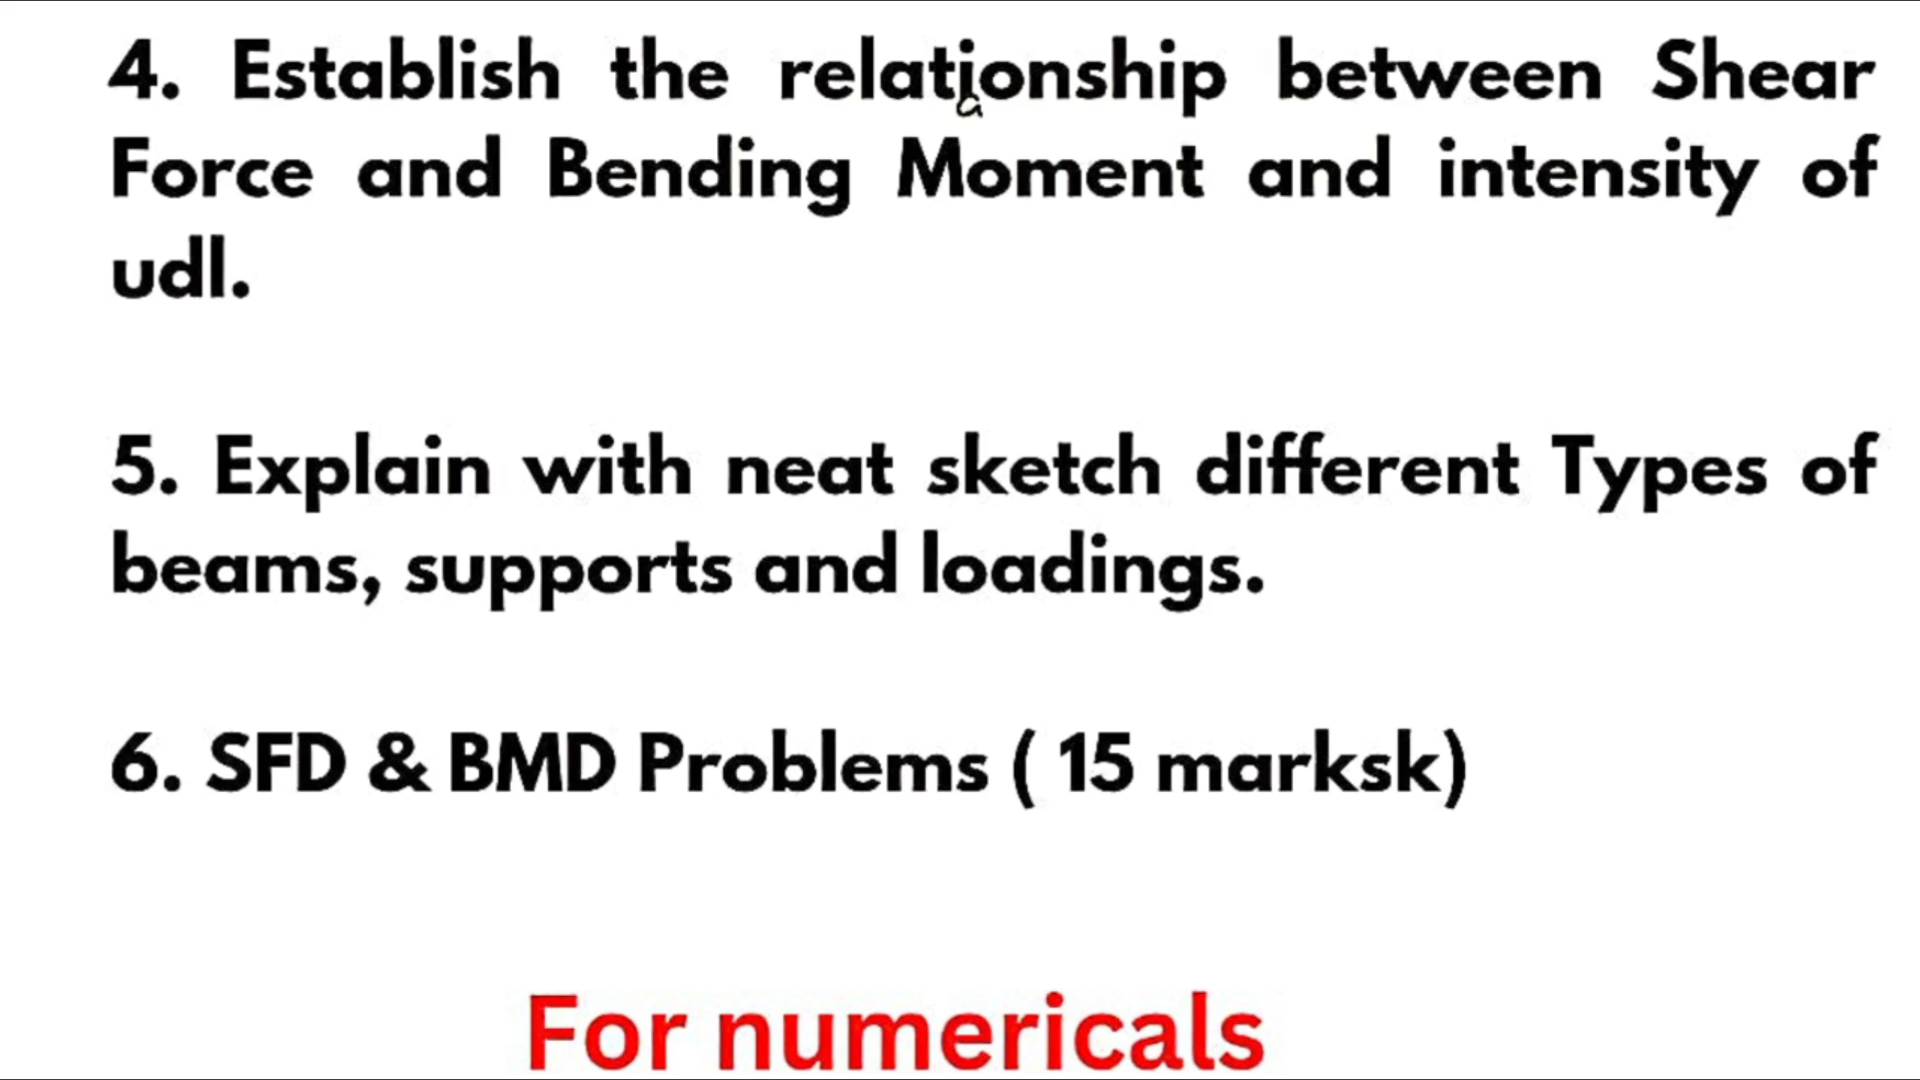 4. Establish the relationship between Shear
Force and Bending Moment and intensity of
udl.
5. Explain with neat sketch different Types of
beams, supports and loadings.
6. SFD & BMD Problems ( 15 marksk)
For numericals